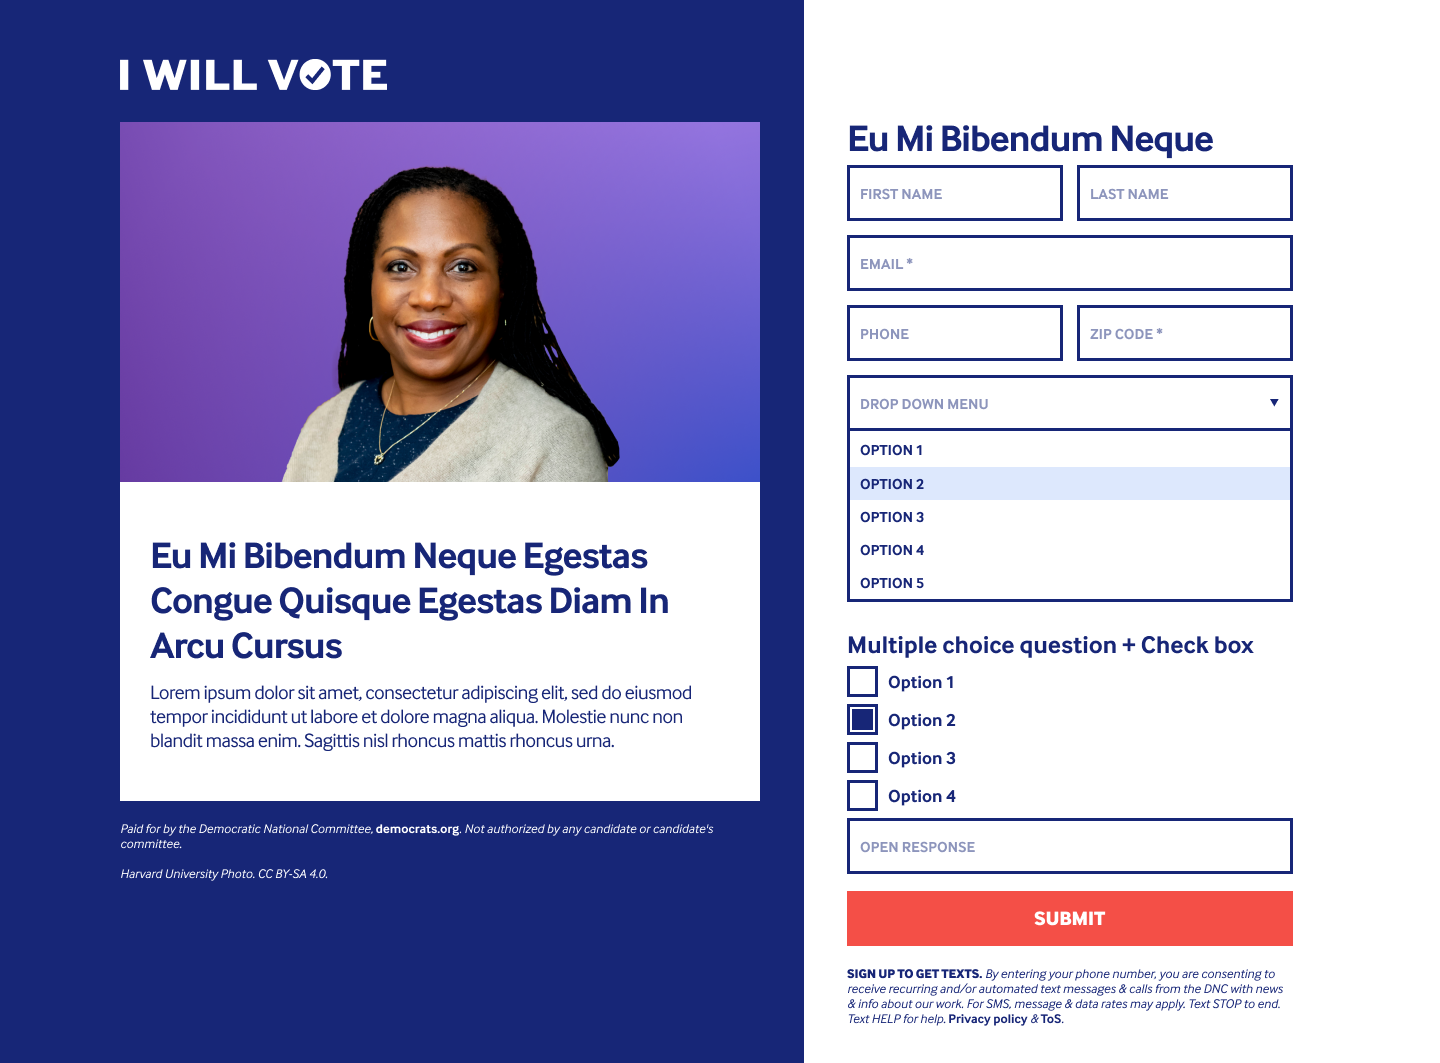 I WILL VOTE
Eu Mi Bibendum Neque Egestas
Congue Quisque Egestas Diam In
Arcu Cursus
Lorem ipsum dolor sit amet, consectetur adipiscing elit, sed do eiusmod
tempor incididunt ut labore et dolore magna aliqua. Molestie nunc non
blandit massa enim. Sagittis nisl rhoncus mattis rhoncus urna.
Paid for by the Democratic National Committee, democrats.org. Not authorized by any candidate or candidate's
committee.
Harvard University Photo. CC BY-SA 4.0.
Eu Mi Bibendum Neque
FIRST NAME
LAST NAME
EMAIL *
PHONE
ZIP CODE *
DROP DOWN MENU
OPTION 1
OPTION 2
OPTION 3
OPTION 4
OPTION 5
Multiple choice question + Check box
Option 1
Option 2
Option 3
Option 4
OPEN RESPONSE
SUBMIT
SIGN UP TO GET TEXTS. By entering your phone number, you are consenting to
receive recurring and/or automated text messages & calls from the DNC with news
& info about our work. For SMS, message & data rates may apply. Text STOP to end.
Text HELP for help. Privacy policy & ToS.